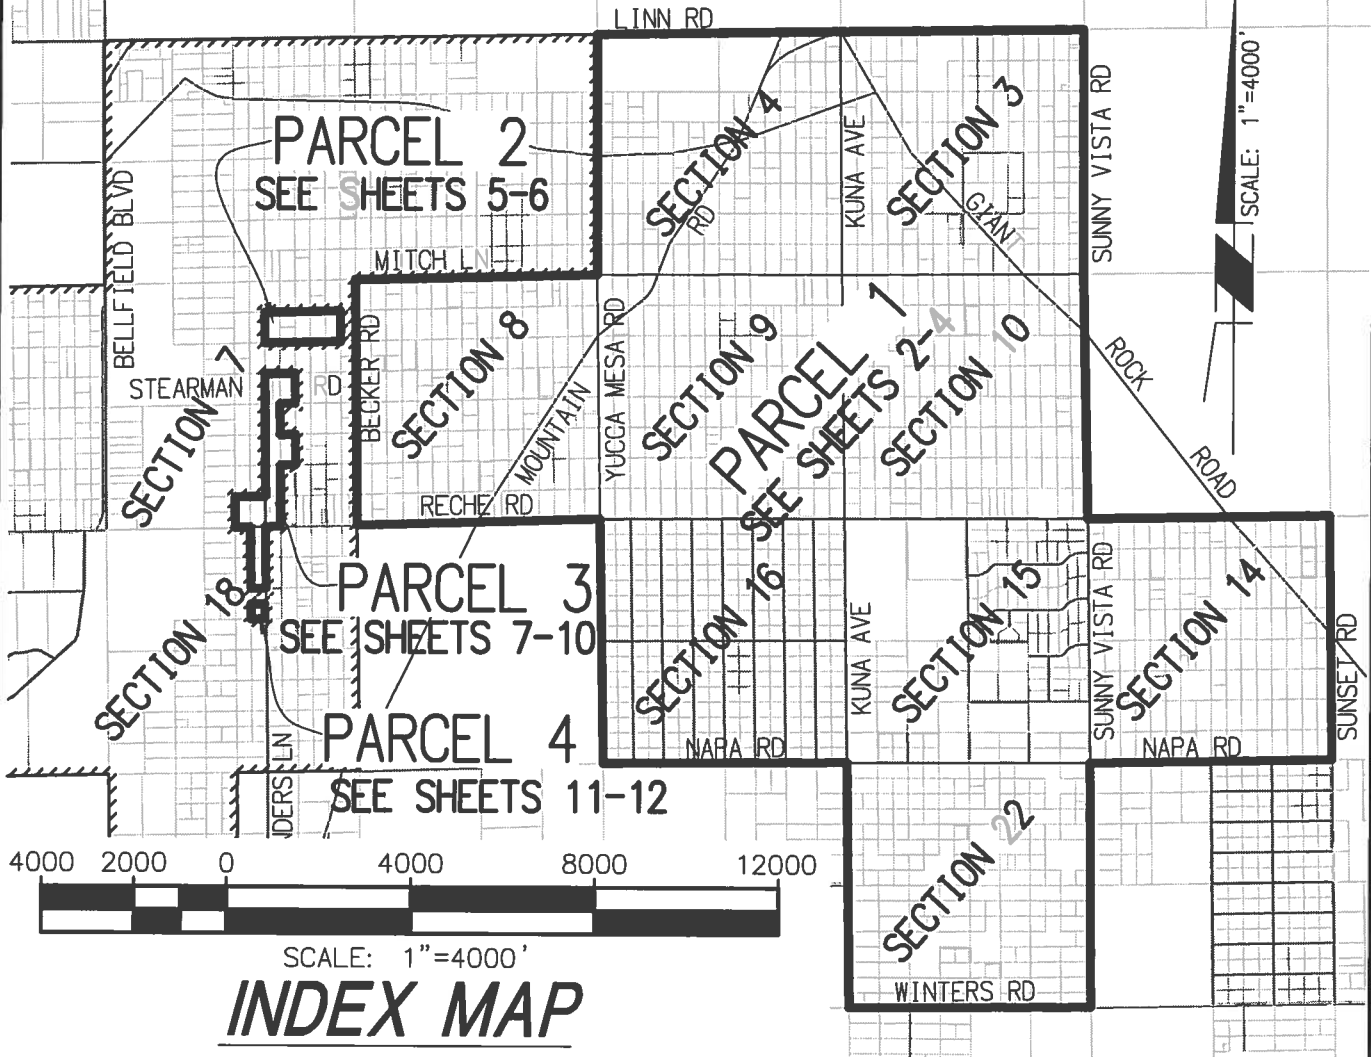 LINN RD
SUNNY VISTA RD
SCALE: 1"=4000'
PARCEL 2
SEE SHEETS 5-6
BELLFIELD BLVD
MITCH LN
SECTION 4
RD
KUNA AVE
SECTION 3
GIANT
ROCK
ROAD
SECTION 7
STEARMAN RD
BECKER RD
SECTION 8
MOUNTAIN
YUCCA MESA RD
SECTION 9
PARCEL 1
SEE SHEETS 2-4
SECTION 10
RECHE RD
PARCEL 3
SEE SHEETS 7-10
SECTION 18
SECTION 16
KUNA AVE
SECTION 15
SUNNY VISTA RD
SECTION 14
SUNSET RD
PARCEL 4
SEE SHEETS 11-12
NDERS LN
NAPA RD
NAPA RD
SECTION 22
WINTERS RD
4000 2000 0 4000 8000 12000
SCALE: 1"=4000'
INDEX MAP